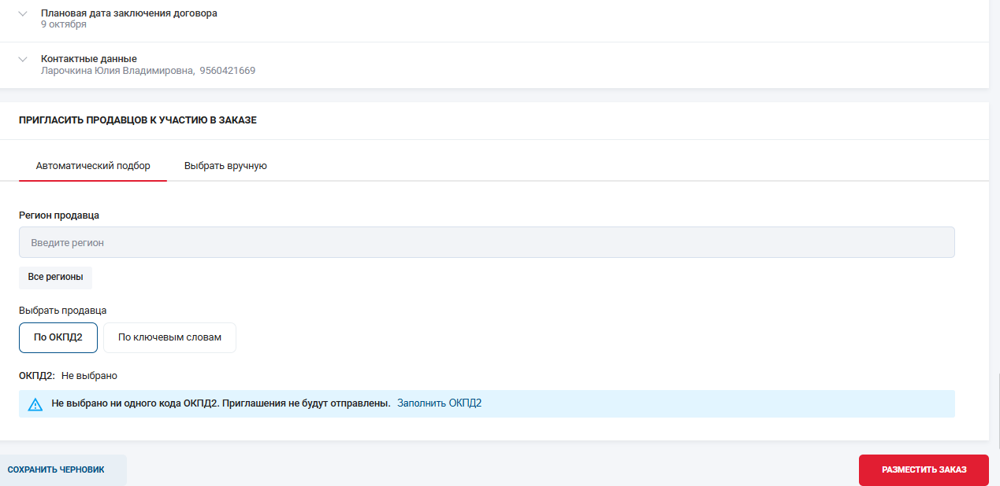 Плановая дата заключения договора
9 октября
Контактные данные
Ларочкина Юлия Владимировна, 9560421669
ПРИГЛАСИТЬ ПРОДАВЦОВ К УЧАСТИЮ В ЗАКАЗЕ
Автоматический подбор Выбрать вручную
Регион продавца
Введите регион
Все регионы
Выбрать продавца
По ОКПД2 По ключевым словам
ОКПД2: Не выбрано
Не выбрано ни одного кода ОКПД2. Приглашения не будут отправлены. Заполнить ОКПД2
СОХРАНИТЬ ЧЕРНОВИК РАЗМЕСТИТЬ ЗАКАЗ